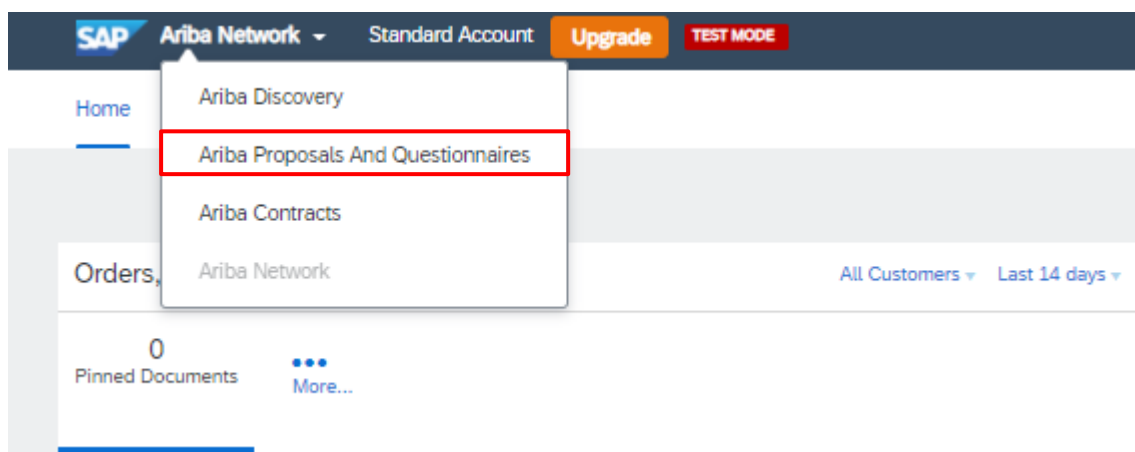 SAP Ariba Network Standard Account Upgrade TEST MODE
Home
Ariba Discovery
Ariba Proposals And Questionnaires
Ariba Contracts
Ariba Network
Orders,
All Customers Last 14 days
0
Pinned Documents
More...